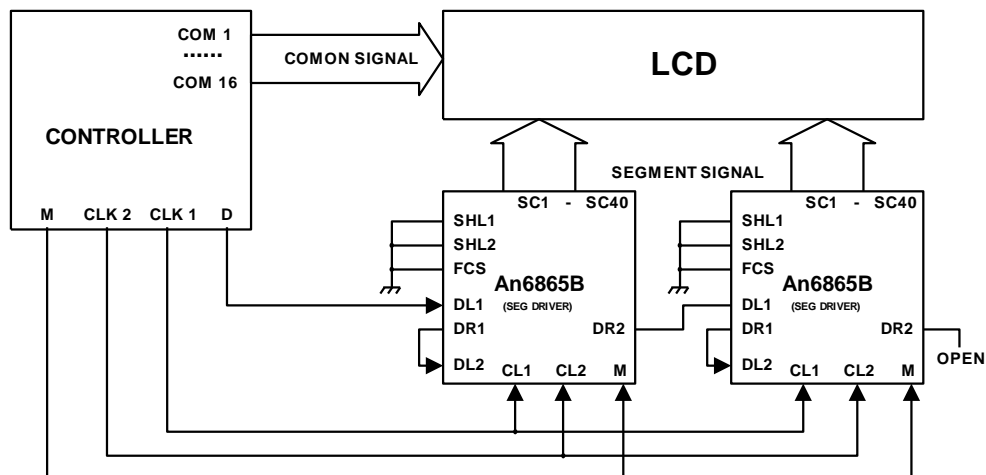 COM 1
......
COM 16
COMON SIGNAL
LCD
CONTROLLER
M CLK 2 CLK 1 D
SEGMENT SIGNAL
SC1 - SC40
SHL1
SHL2
FCS
An6865B
(SEG DRIVER)
DL1
DR1
DR2
DL2
CL1 CL2 M
SC1 - SC40
SHL1
SHL2
FCS
An6865B
(SEG DRIVER)
DL1
DR1
DR2
DL2
CL1 CL2 M
OPEN